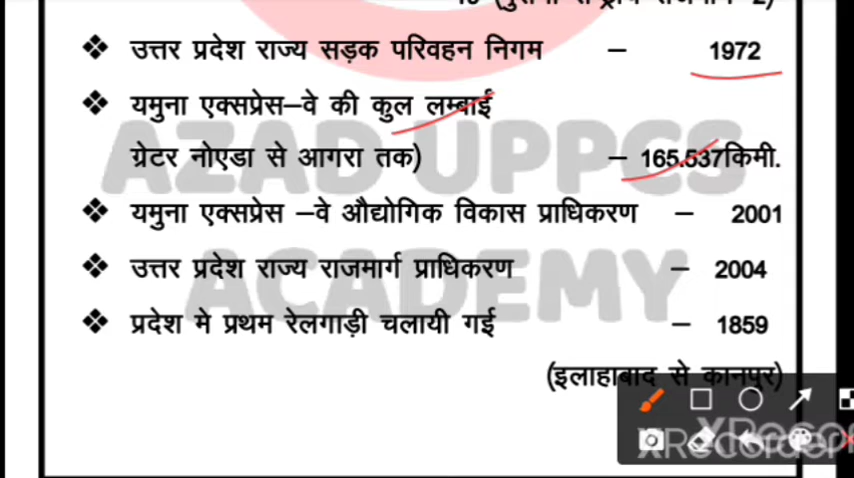 ❖ उत्तर प्रदेश राज्य सड़क परिवहन निगम – 1972
❖ यमुना एक्सप्रेस–वे की कुल लम्बाई
ग्रेटर नोएडा से आगरा तक) – 165.537किमी.
❖ यमुना एक्सप्रेस –वे औद्योगिक विकास प्राधिकरण – 2001
❖ उत्तर प्रदेश राज्य राजमार्ग प्राधिकरण – 2004
❖ प्रदेश मे प्रथम रेलगाड़ी चलायी गई – 1859
(इलाहाबाद से कानपुर)
AZAD UPPCS
ACADEMY
XRecorder